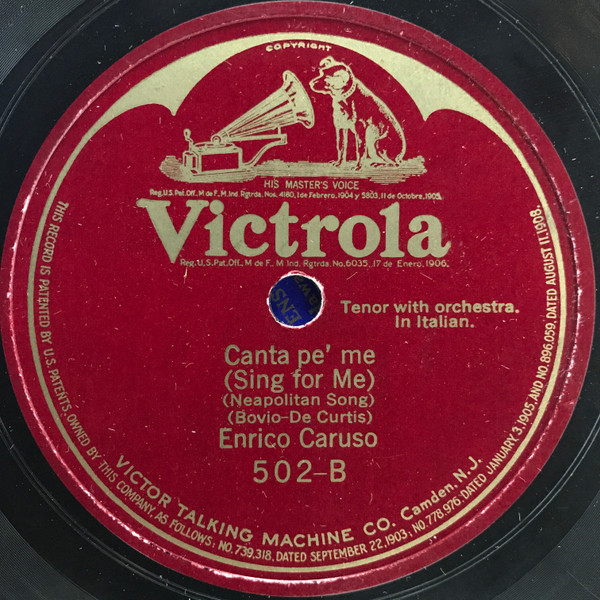 COPYRIGHT
HIS MASTER'S VOICE
Reg.U.S.Pat.Off.,M.de F., M.Ind. Rgtrda. Nos. 4180, 1 de Febrero, 1904 y 5803, 11 de Octobre, 1905.
Victrola
Reg.U,S.Pat.Off., M de F., M. Ind. Rgtrda. No.6035, 17 de Enero, 1906.
Tenor with orchestra.
In Italian.
Canta pe' me
(Sing for Me)
(Neapolitan Song)
(Bovio-De Curtis)
Enrico Caruso
502-B
VICTOR TALKING MACHINE CO. Camden. N.J.
THIS RECORD IS PATENTED BY U.S. PATENTS, OWNED BY THIS COMPANY, AS FOLLOWS: NO. 739,318, DATED SEPTEMBER 22, 1903, NO. 778,976, DATED JANUARY 3, 1905, AND NO. 896,059, DATED AUGUST 11, 1908.